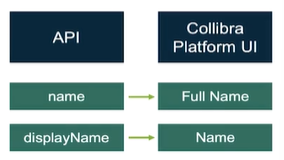 API
Collibra
Platform UI
name
Full Name
displayName
Name